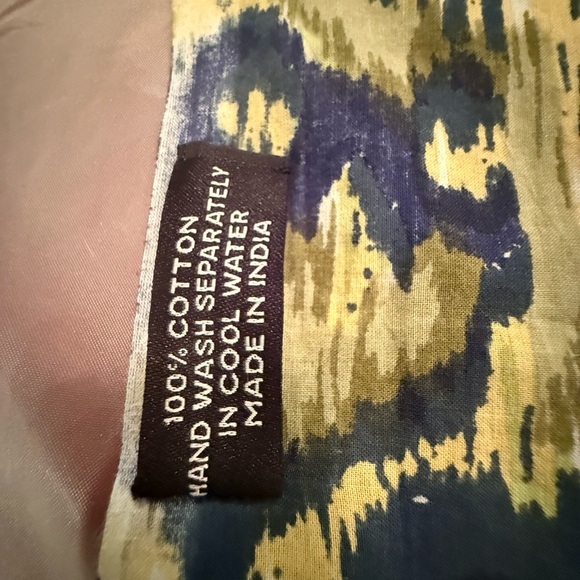 100% COTTON
HAND WASH SEPARATELY
IN COOL WATER
MADE IN INDIA